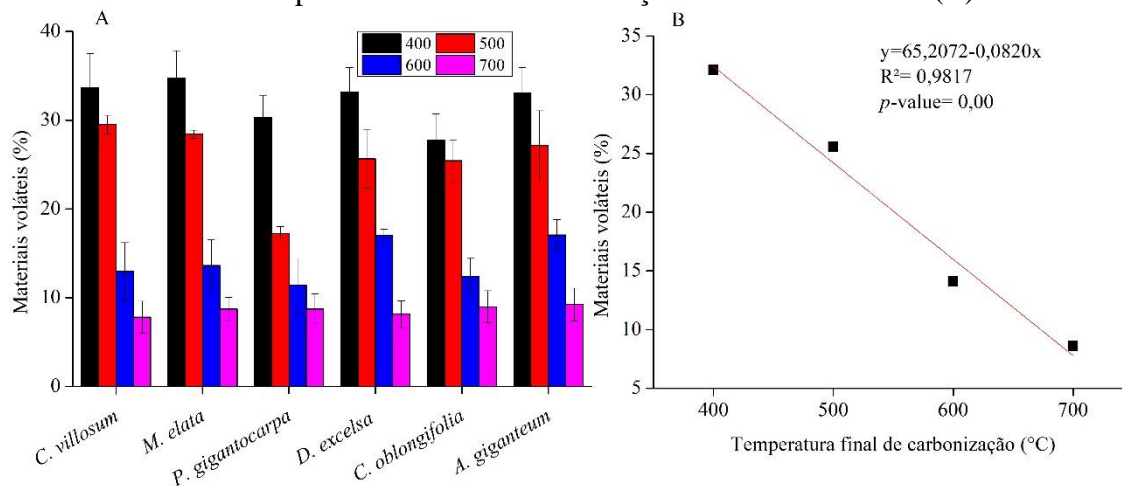 A
40
30
20
10
0
Materiais voláteis (%)
400 500
600 700
C. villosum
M. elata
P. gigantocarpa
D. excelsa
C. oblongifolia
A. giganteum
B
35
30
25
20
15
10
5
Materiais voláteis (%)
y=65,2072-0,0820x
R²= 0,9817
p-value= 0,00
400 500 600 700
Temperatura final de carbonização (°C)